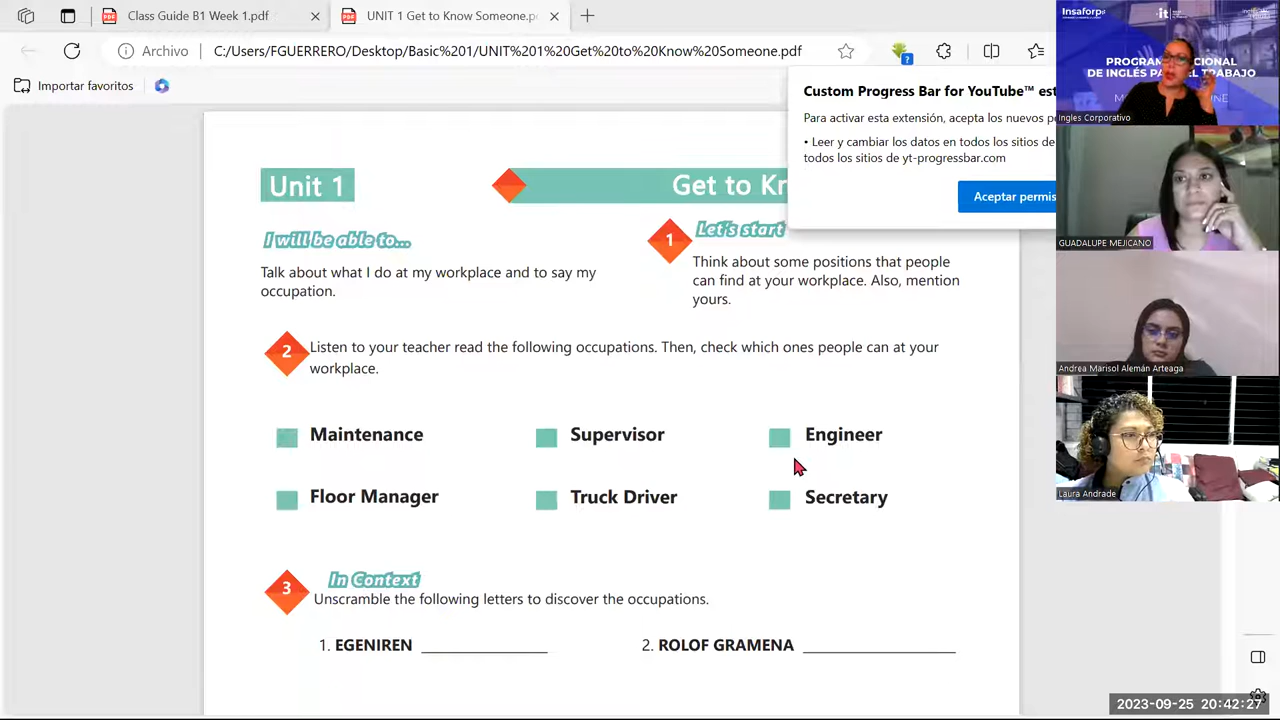 Class Guide B1 Week 1.pdf
UNIT 1 Get to Know Someone.p
Archivo
C:/Users/FGUERRERO/Desktop/Basic%201/UNIT%201%20Get%20to%20Know%20Someone.pdf
Importar favoritos
Custom Progress Bar for YouTube™ est
Para activar esta extensión, acepta los nuevos pe
• Leer y cambiar los datos en todos los sitios de
todos los sitios de yt-progressbar.com
Aceptar permis
Unit 1
Get to Kn
I will be able to...
Talk about what I do at my workplace and to say my
occupation.
1
Let's start
Think about some positions that people
can find at your workplace. Also, mention
yours.
2
Listen to your teacher read the following occupations. Then, check which ones people can at your
workplace.
Maintenance
Supervisor
Engineer
Floor Manager
Truck Driver
Secretary
3
In Context
Unscramble the following letters to discover the occupations.
1. EGENIREN
2. ROLOF GRAMENA
Insaforp
it
DE INGLÉS PA EL TRABAJO
Ingles Corporativo
GUADALUPE MEJICANO
Andrea Marisol Alemán Arteaga
Laura Andrade
2023-09-25 20:42:27